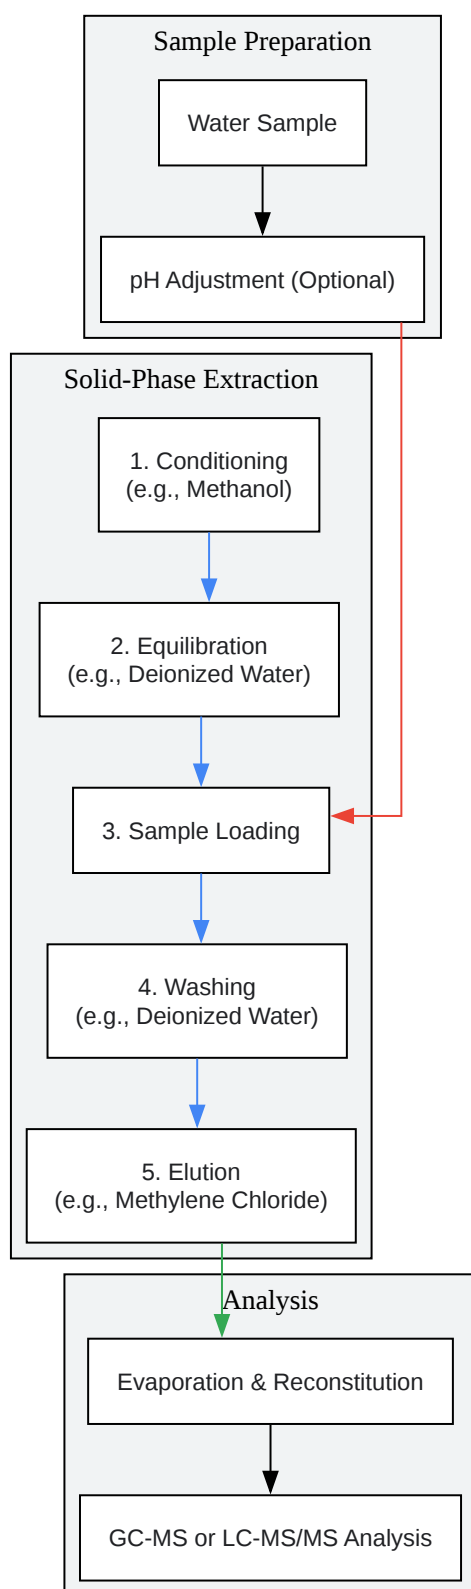 Sample Preparation
Water Sample
pH Adjustment (Optional)
Solid-Phase Extraction
1. Conditioning
(e.g., Methanol)
2. Equilibration
(e.g., Deionized Water)
3. Sample Loading
4. Washing
(e.g., Deionized Water)
5. Elution
(e.g., Methylene Chloride)
Analysis
Evaporation & Reconstitution
GC-MS or LC-MS/MS Analysis